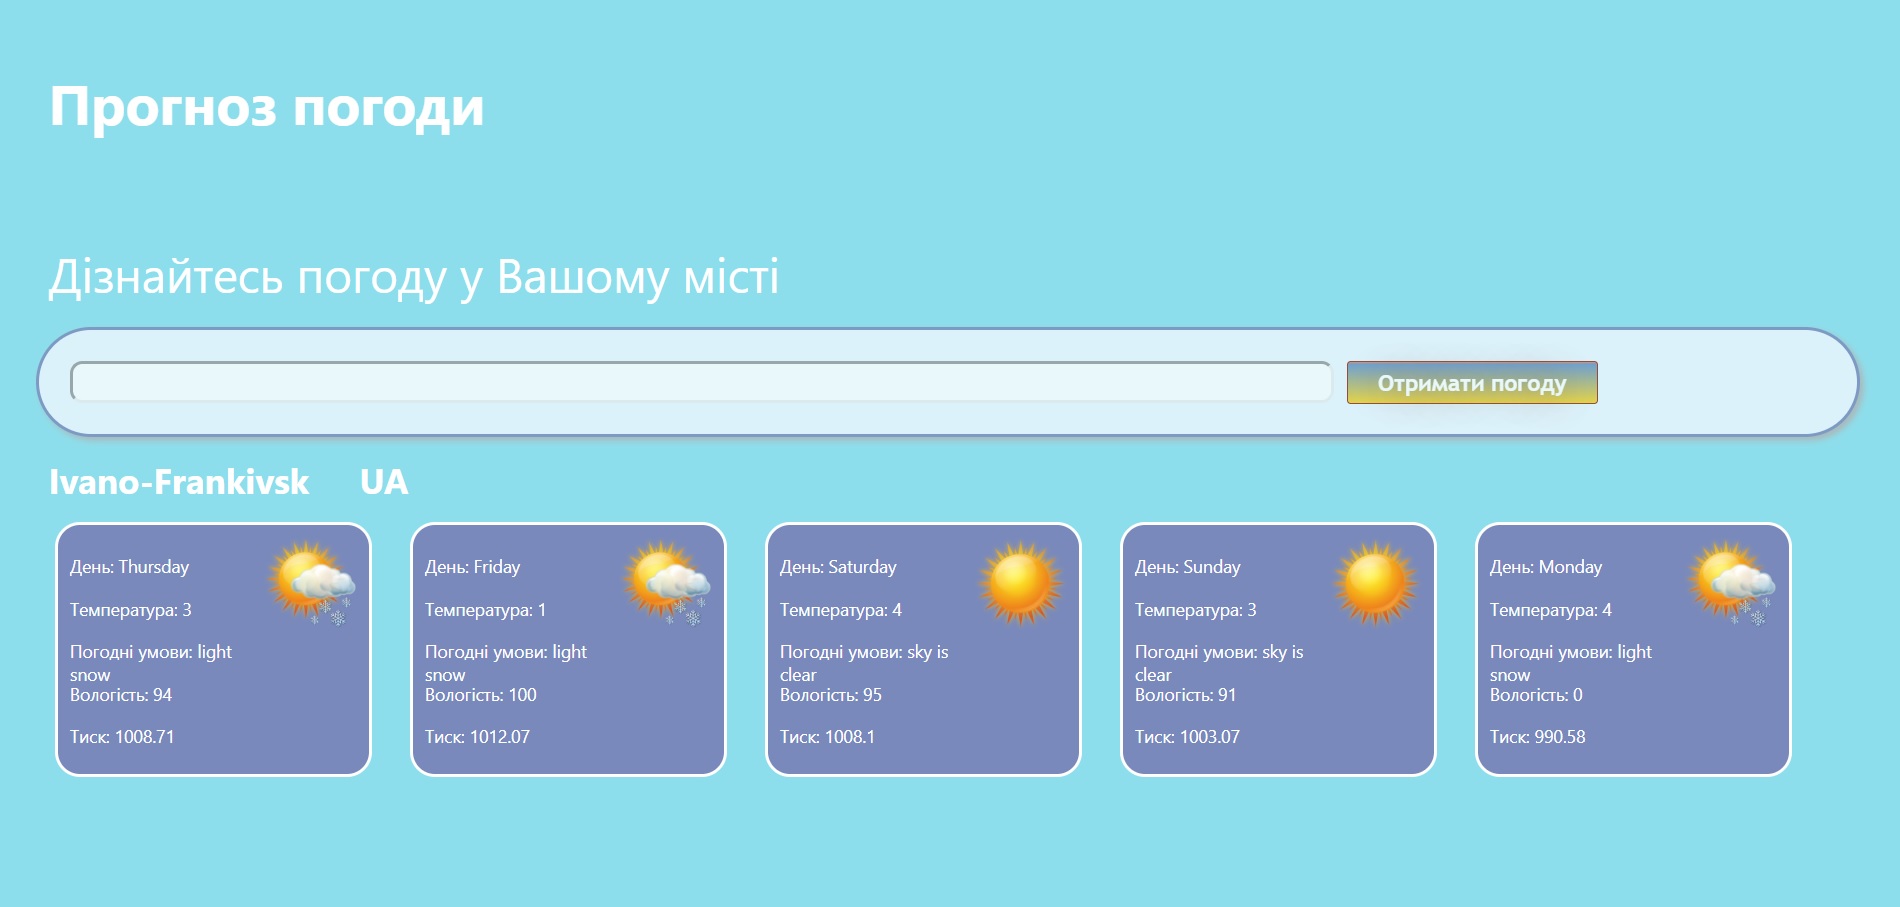 Прогноз погоди
Дізнайтесь погоду у Вашому місті
Отримати погоду
Ivano-Frankivsk UA
День: Thursday
Температура: 3
Погодні умови: light
snow
Вологість: 94
Тиск: 1008.71
День: Friday
Температура: 1
Погодні умови: light
snow
Вологість: 100
Тиск: 1012.07
День: Saturday
Температура: 4
Погодні умови: sky is
clear
Вологість: 95
Тиск: 1008.1
День: Sunday
Температура: 3
Погодні умови: sky is
clear
Вологість: 91
Тиск: 1003.07
День: Monday
Температура: 4
Погодні умови: light
snow
Вологість: 0
Тиск: 990.58